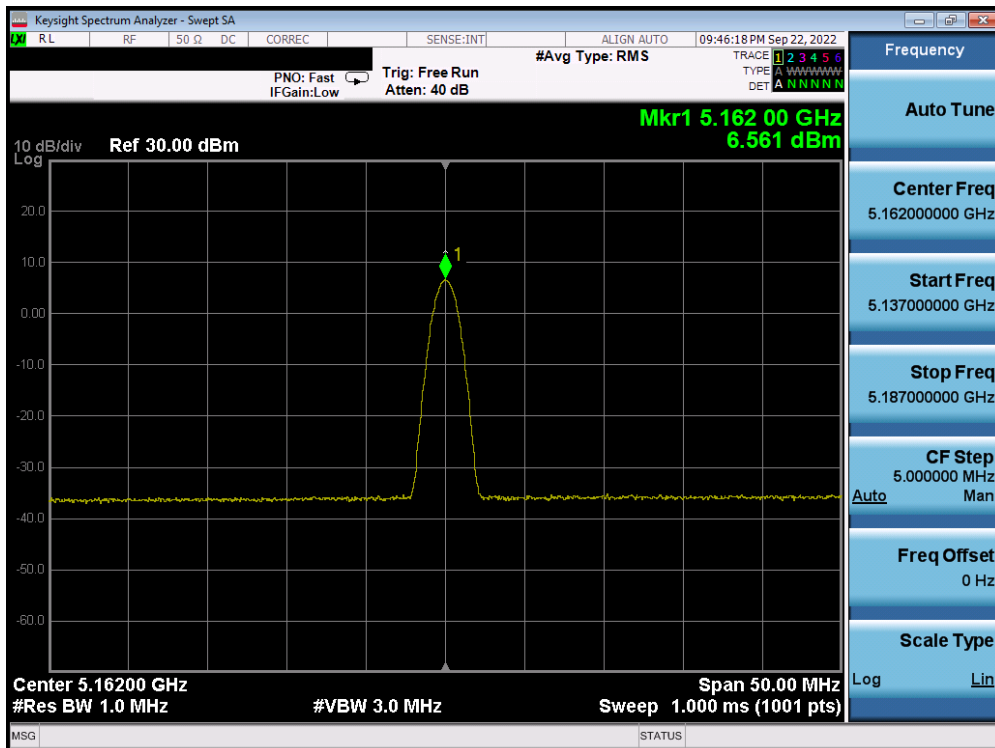 Keysight Spectrum Analyzer - Swept SA
LXI RL RF 50 Ω DC CORREC SENSE:INT ALIGN AUTO 09:46:18 PM Sep 22, 2022
#Avg Type: RMS
TRACE 1 2 3 4 5 6
TYPE A WWWWW
DET A N N N N N
PNO: Fast
IFGain:Low
Trig: Free Run
Atten: 40 dB
Mkr1 5.162 00 GHz
6.561 dBm
10 dB/div
Log
Ref 30.00 dBm
20.0
10.0
0.00
-10.0
-20.0
-30.0
-40.0
-50.0
-60.0
1
Center 5.16200 GHz
Span 50.00 MHz
#Res BW 1.0 MHz
#VBW 3.0 MHz
Sweep 1.000 ms (1001 pts)
MSG
STATUS
Frequency
Auto Tune
Center Freq
5.162000000 GHz
Start Freq
5.137000000 GHz
Stop Freq
5.187000000 GHz
CF Step
5.000000 MHz
Auto Man
Freq Offset
0 Hz
Scale Type
Log Lin